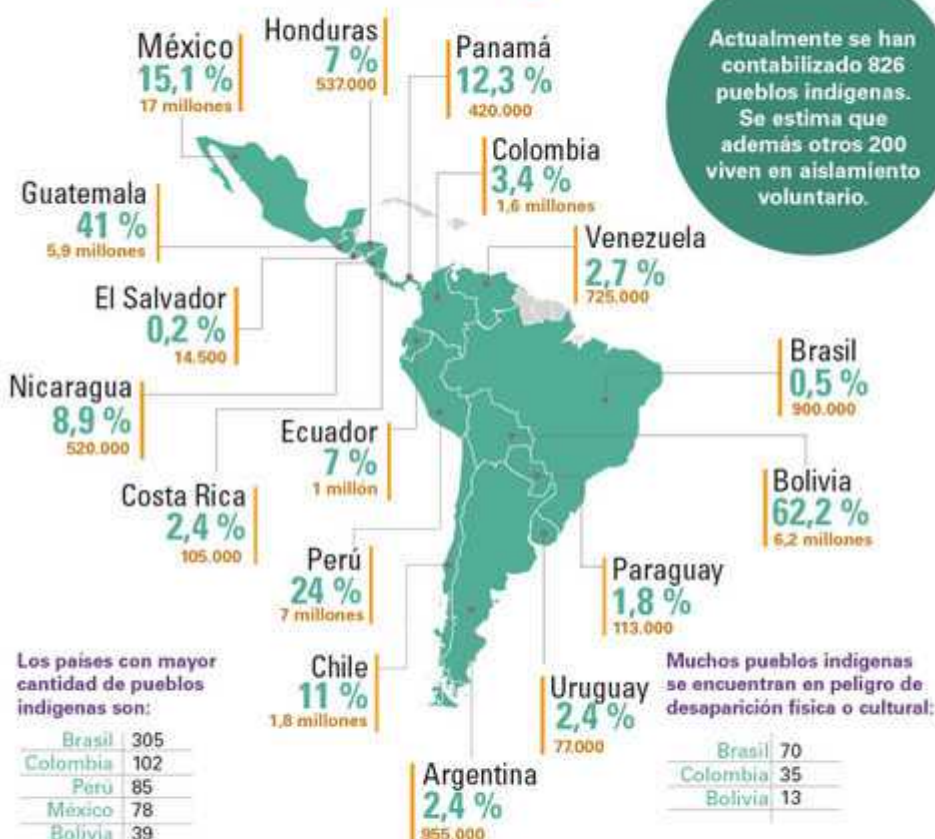 México
15,1 %
17 millones
Honduras
7 %
537.000
Panamá
12,3 %
420.000
Actualmente se han
contabilizado 826
pueblos indígenas.
Se estima que
además otros 200
viven en aislamiento
voluntario.
Colombia
3,4 %
1,6 millones
Guatemala
41 %
5,9 millones
Venezuela
2,7 %
725.000
El Salvador
0,2 %
14.500
Brasil
0,5 %
900.000
Nicaragua
8,9 %
520.000
Ecuador
7 %
1 millón
Costa Rica
2,4 %
105.000
Bolivia
62,2 %
6,2 millones
Perú
24 %
7 millones
Paraguay
1,8 %
113.000
Chile
11 %
1,8 millones
Uruguay
2,4 %
77.000
Argentina
2,4 %
955.000
Los países con mayor
cantidad de pueblos
indígenas son:
Brasil 305
Colombia 102
Perú 85
México 78
Bolivia 39
Muchos pueblos indígenas
se encuentran en peligro de
desaparición física o cultural:
Brasil 70
Colombia 35
Bolivia 13